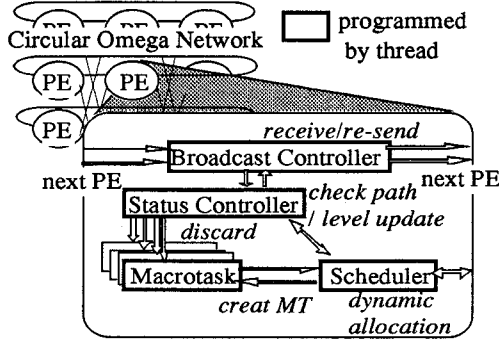 PE PE PE
Circular Omega Network
programmed
by thread
PE PE
PE
receive/re-send
Broadcast Controller
next PE
next PE
Status Controller
check path
/ level update
discard
Macrotask
Scheduler
creat MT
dynamic
allocation